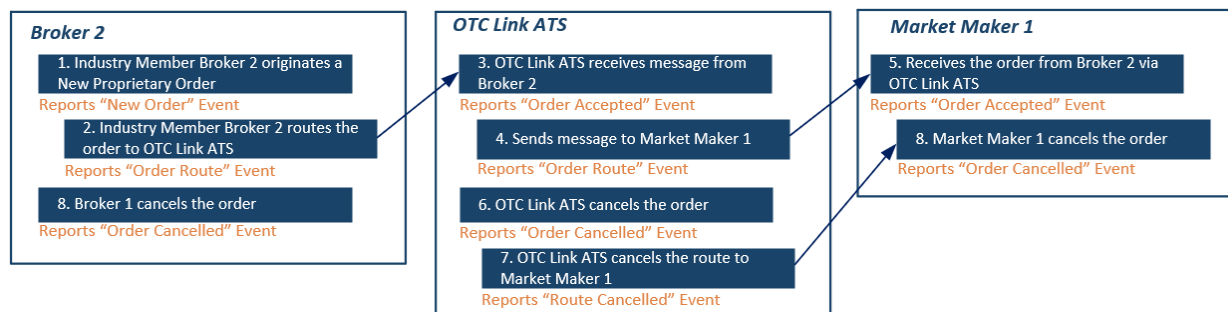 Broker 2
1. Industry Member Broker 2 originates a
New Proprietary Order
Reports “New Order” Event
2. Industry Member Broker 2 routes the
order to OTC Link ATS
Reports “Order Route” Event
8. Broker 1 cancels the order
Reports “Order Cancelled” Event
OTC Link ATS
3. OTC Link ATS receives message from
Broker 2
Reports “Order Accepted” Event
4. Sends message to Market Maker 1
Reports “Order Route” Event
6. OTC Link ATS cancels the order
Reports “Order Cancelled” Event
7. OTC Link ATS cancels the route to
Market Maker 1
Reports “Route Cancelled” Event
Market Maker 1
5. Receives the order from Broker 2 via
OTC Link ATS
Reports “Order Accepted” Event
8. Market Maker 1 cancels the order
Reports “Order Cancelled” Event